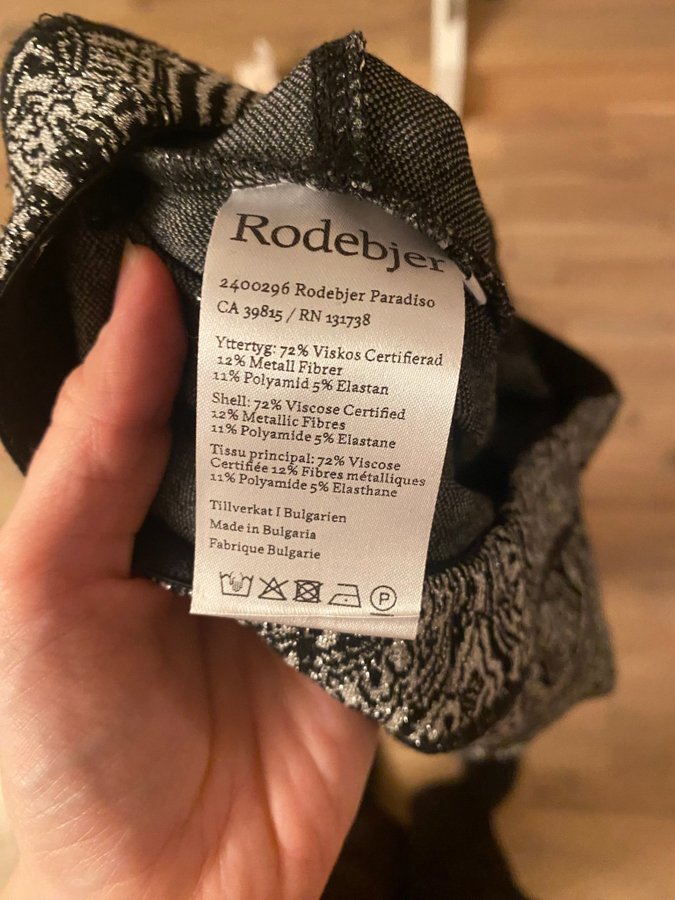 Rodebjer
2400296 Rodebjer Paradiso
CA 39815 / RN 131738
Yttertyg: 72% Viskos Certifierad
12% Metall Fibrer
11% Polyamid 5% Elastan
Shell: 72% Viscose Certified
12% Metallic Fibres
11% Polyamide 5% Elastane
Tissu principal: 72% Viscose
Certifiée 12% Fibres métalliques
11% Polyamide 5% Elasthane
Tillverkat I Bulgarien
Made in Bulgaria
Fabrique Bulgarie
P